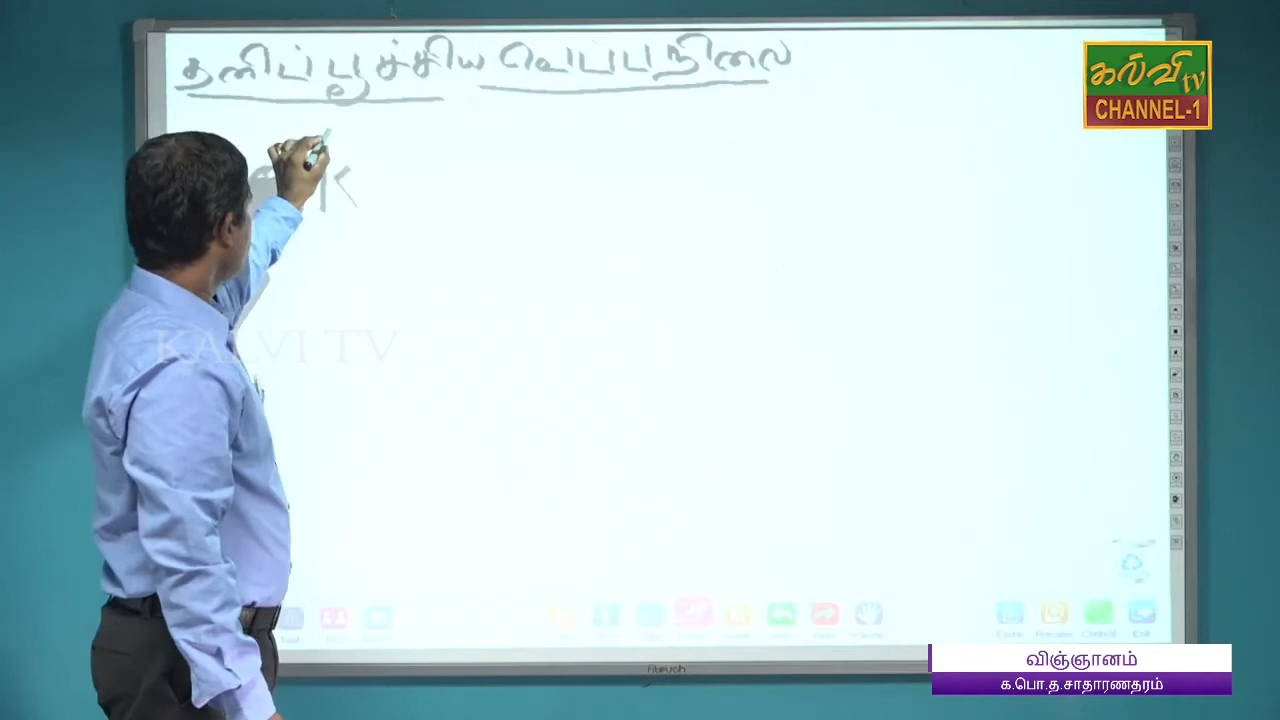 தனிப்பூச்சிய வெப்பநிலை
கல்வி tv
CHANNEL-1
K
KALVI TV
விஞ்ஞானம்
க.பொ.த.சாதாரணதரம்